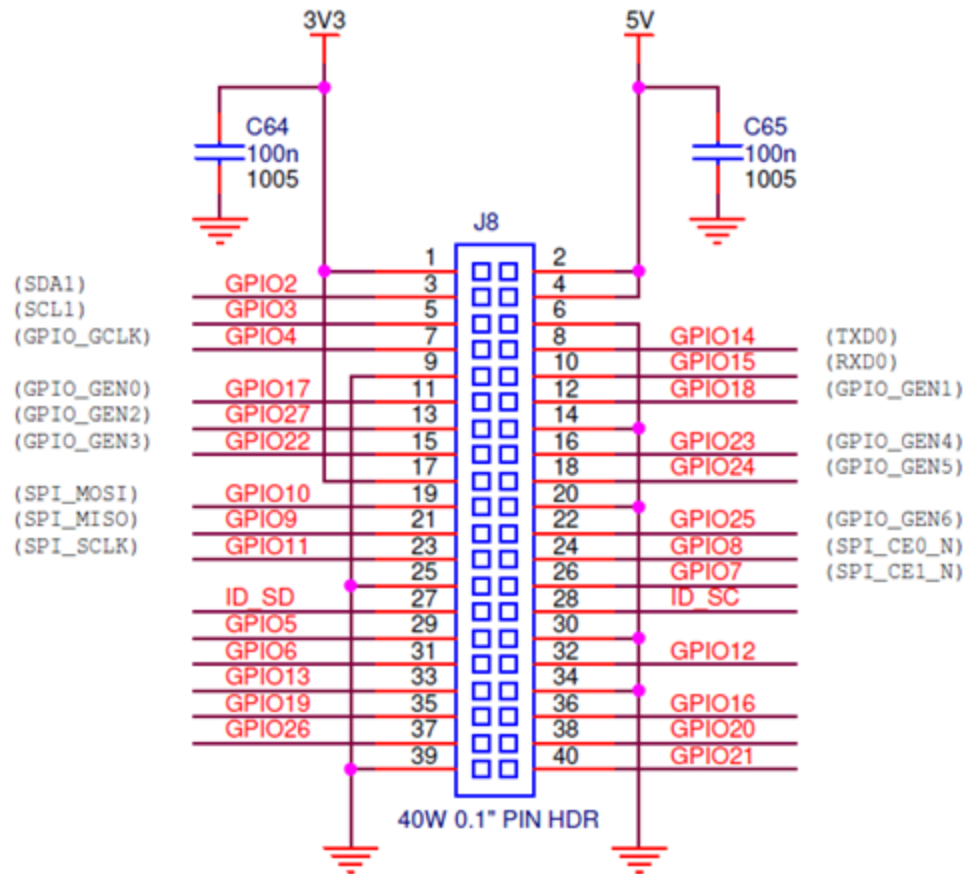 3V3 5V
C64 C65
100n 100n
1005 1005
J8
1 2
(SDA1) GPIO2 3 4
(SCL1) GPIO3 5 6
(GPIO_GCLK) GPIO4 7 8 GPIO14 (TXD0)
9 10 GPIO15 (RXD0)
(GPIO_GEN0) GPIO17 11 12 GPIO18 (GPIO_GEN1)
(GPIO_GEN2) GPIO27 13 14
(GPIO_GEN3) GPIO22 15 16 GPIO23 (GPIO_GEN4)
17 18 GPIO24 (GPIO_GEN5)
(SPI_MOSI) GPIO10 19 20
(SPI_MISO) GPIO9 21 22 GPIO25 (GPIO_GEN6)
(SPI_SCLK) GPIO11 23 24 GPIO8 (SPI_CE0_N)
25 26 GPIO7 (SPI_CE1_N)
ID_SD 27 28 ID_SC
GPIO5 29 30
GPIO6 31 32 GPIO12
GPIO13 33 34
GPIO19 35 36 GPIO16
GPIO26 37 38 GPIO20
39 40 GPIO21
40W 0.1" PIN HDR